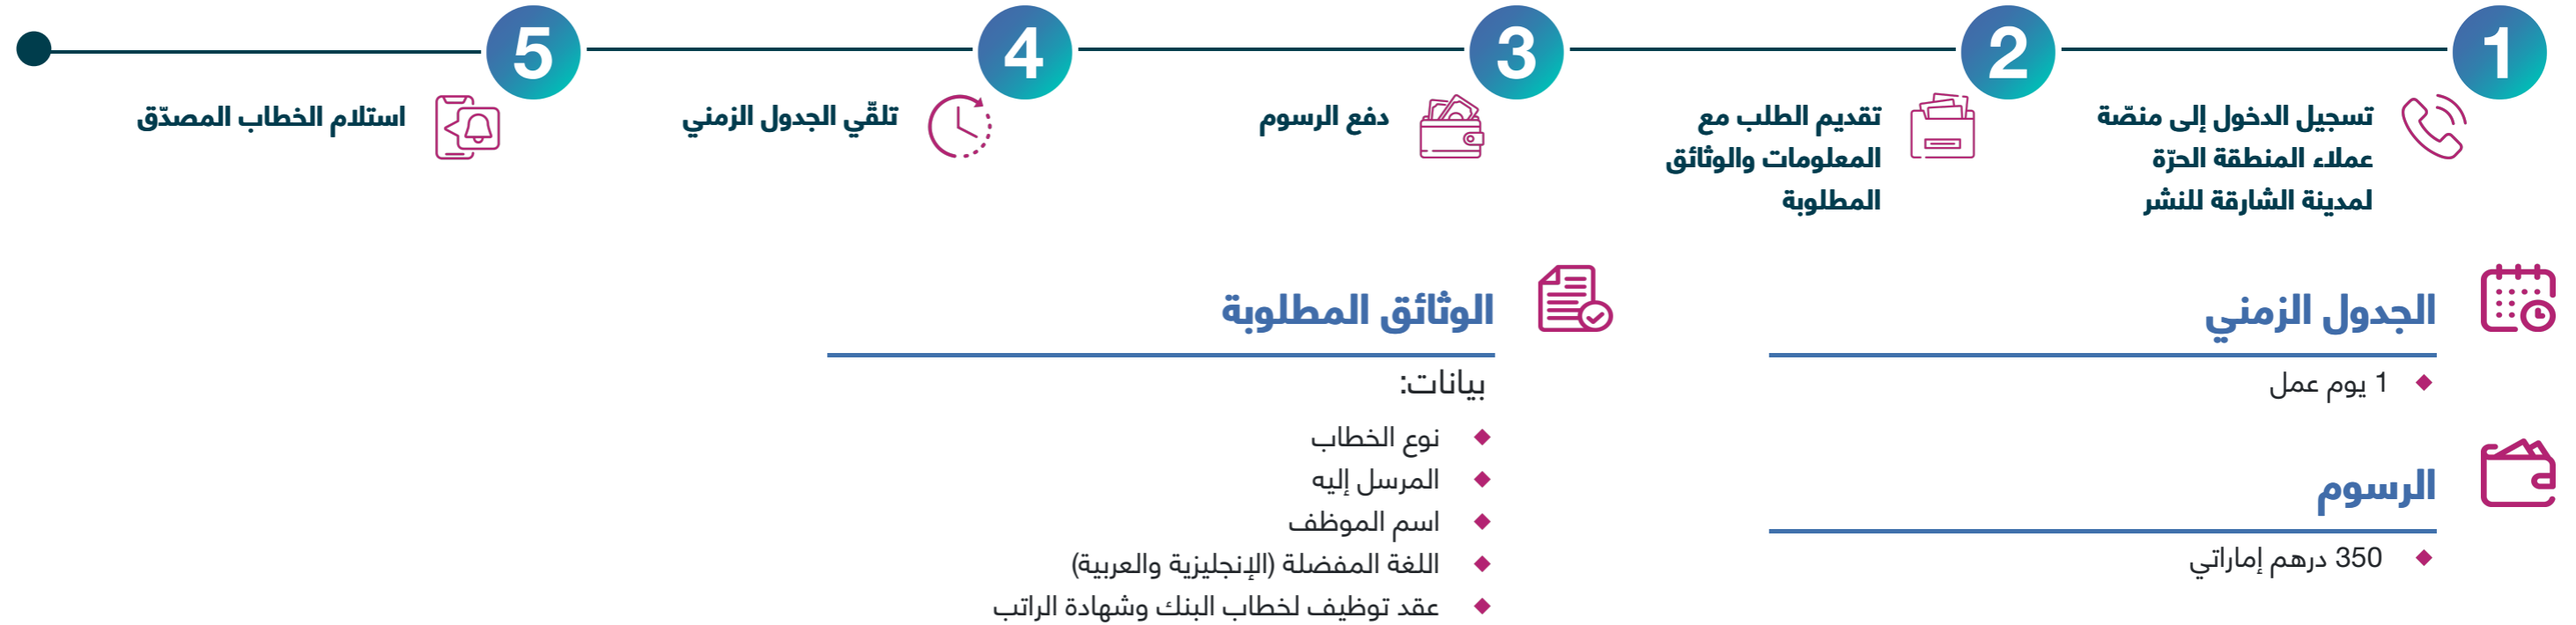 1
تسجيل الدخول إلى منصّة
عملاء المنطقة الحرّة
لمدينة الشارقة للنشر
2
تقديم الطلب مع
المعلومات والوثائق
المطلوبة
3
دفع الرسوم
4
تلقّي الجدول الزمني
5
استلام الخطاب المصدّق
الجدول الزمني
1 يوم عمل
الرسوم
350 درهم إماراتي
الوثائق المطلوبة
بيانات:
نوع الخطاب
المرسل إليه
اسم الموظف
اللغة المفضلة (الإنجليزية والعربية)
عقد توظيف لخطاب البنك وشهادة الراتب